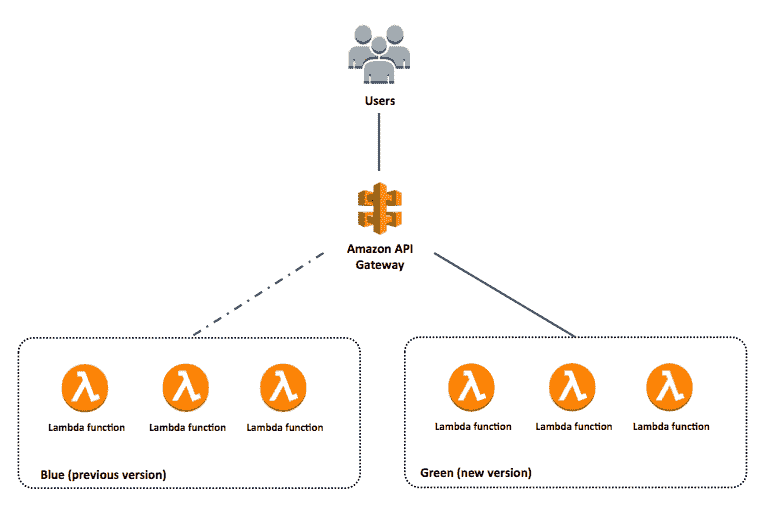 Users
Amazon API
Gateway
Lambda function
Lambda function
Lambda function
Blue (previous version)
Lambda function
Lambda function
Lambda function
Green (new version)